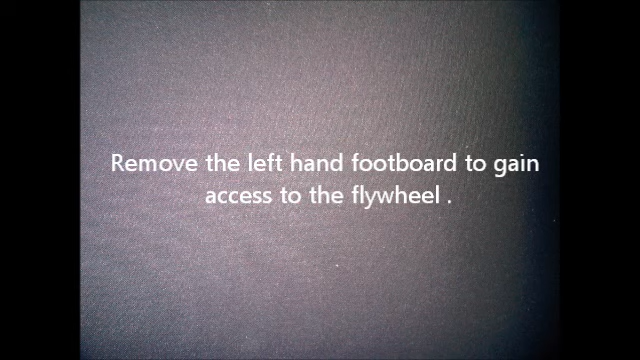 Remove the left hand footboard to gain
access to the flywheel .